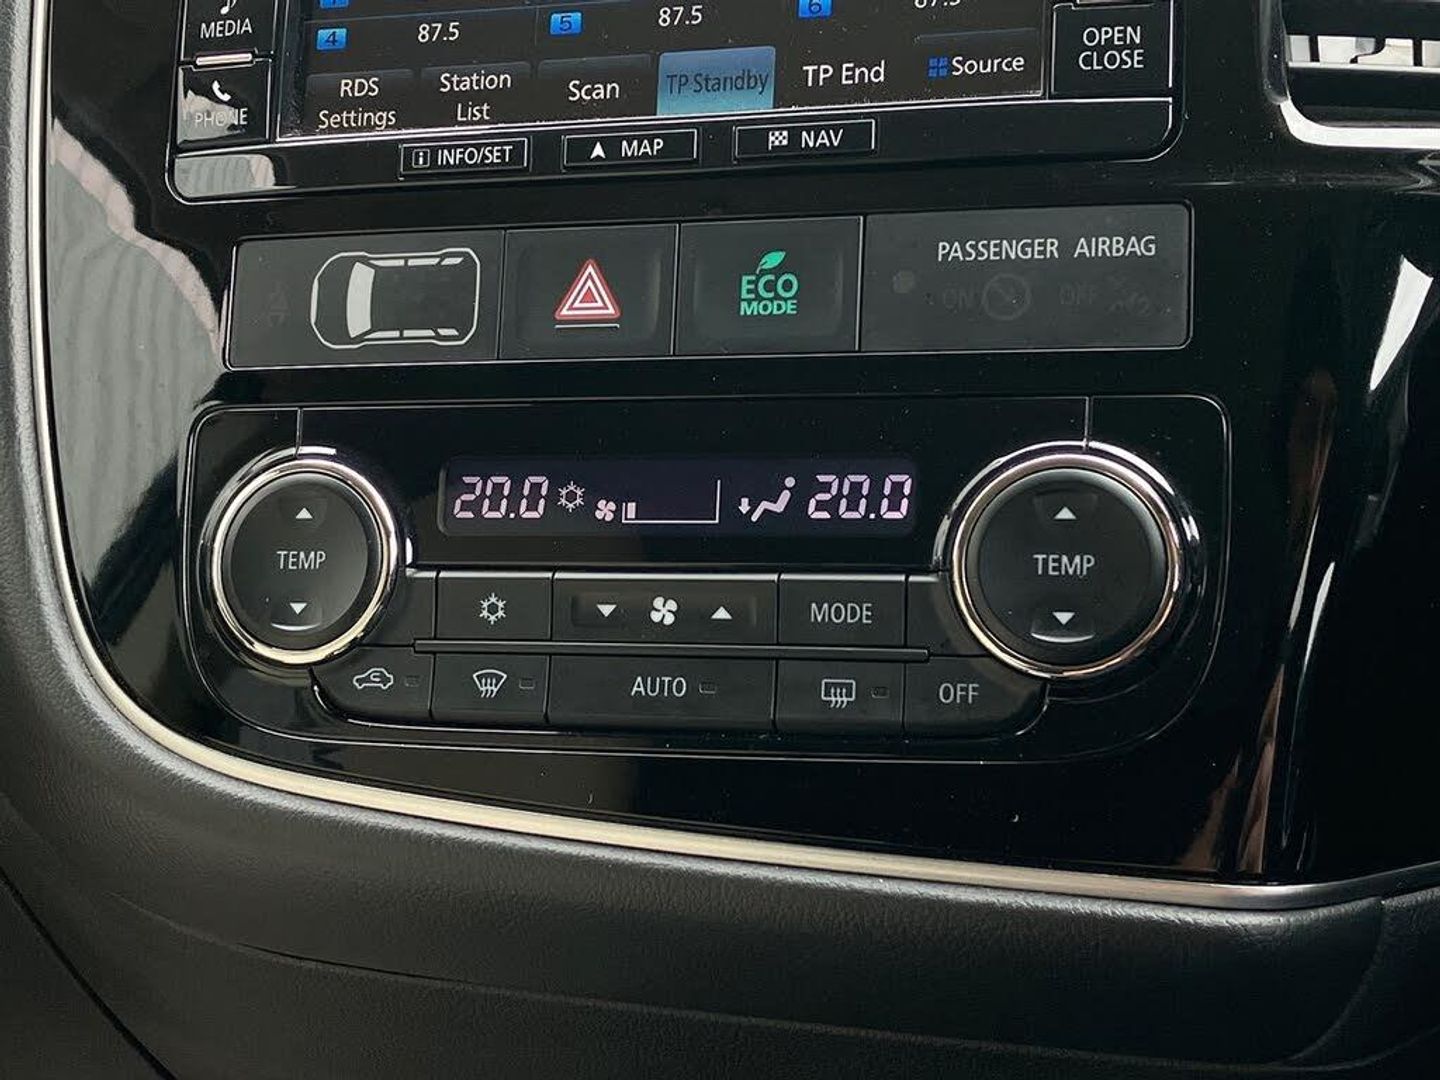 MEDIA
PHONE
4 87.5
5 87.5
6
RDS Settings
Station List
Scan
TP Standby
TP End
Source
OPEN CLOSE
INFO/SET
MAP
NAV
ECO MODE
PASSENGER AIRBAG
ON OFF
20.0 20.0
TEMP
MODE
TEMP
AUTO
OFF